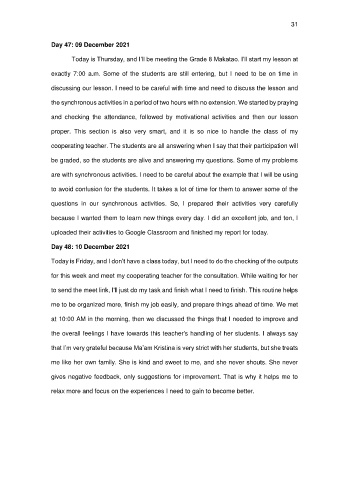 31
Day 47: 09 December 2021
Today is Thursday, and I'll be meeting the Grade 8 Makatao. I'll start my lesson at
exactly 7:00 a.m. Some of the students are still entering, but I need to be on time in
discussing our lesson. I need to be careful with time and need to discuss the lesson and
the synchronous activities in a period of two hours with no extension. We started by praying
and checking the attendance, followed by motivational activities and then our lesson
proper. This section is also very smart, and it is so nice to handle the class of my
cooperating teacher. The students are all answering when I say that their participation will
be graded, so the students are alive and answering my questions. Some of my problems
are with synchronous activities. I need to be careful about the example that I will be using
to avoid confusion for the students. It takes a lot of time for them to answer some of the
questions in our synchronous activities. So, I prepared their activities very carefully
because I wanted them to learn new things every day. I did an excellent job, and ten, I
uploaded their activities to Google Classroom and finished my report for today.
Day 48: 10 December 2021
Today is Friday, and I don't have a class today, but I need to do the checking of the outputs
for this week and meet my cooperating teacher for the consultation. While waiting for her
to send the meet link, I'll just do my task and finish what I need to finish. This routine helps
me to be organized more, finish my job easily, and prepare things ahead of time. We met
at 10:00 AM in the morning, then we discussed the things that I needed to improve and
the overall feelings I have towards this teacher's handling of her students. I always say
that I'm very grateful because Ma'am Kristina is very strict with her students, but she treats
me like her own family. She is kind and sweet to me, and she never shouts. She never
gives negative feedback, only suggestions for improvement. That is why it helps me to
relax more and focus on the experiences I need to gain to become better.